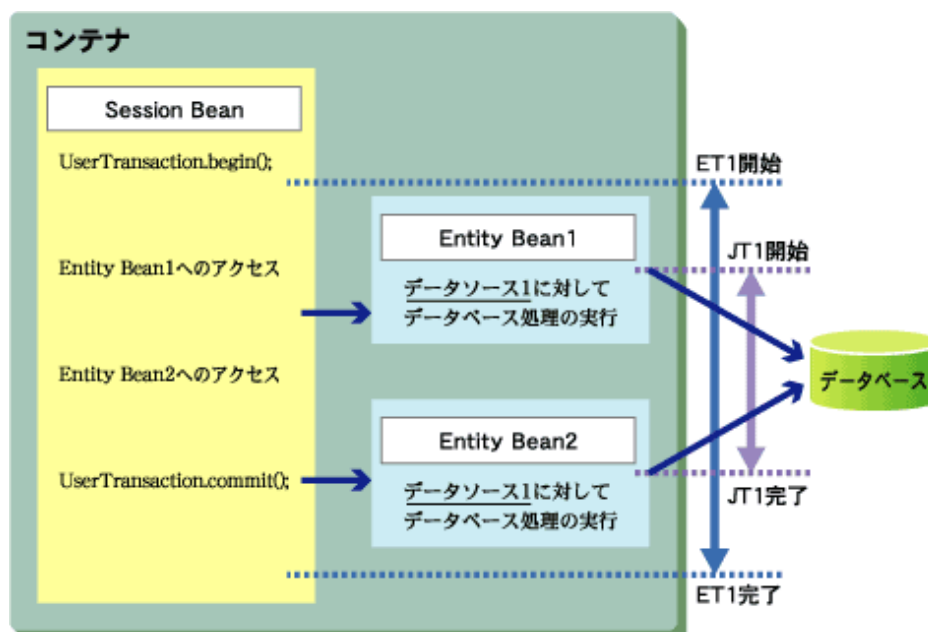 コンテナ
Session Bean
UserTransaction.begin();
Entity Bean1へのアクセス
Entity Bean2へのアクセス
UserTransaction.commit();
Entity Bean1
データソース1に対して
データベース処理の実行
Entity Bean2
データソース1に対して
データベース処理の実行
ET1開始
JT1開始
データベース
JT1完了
ET1完了